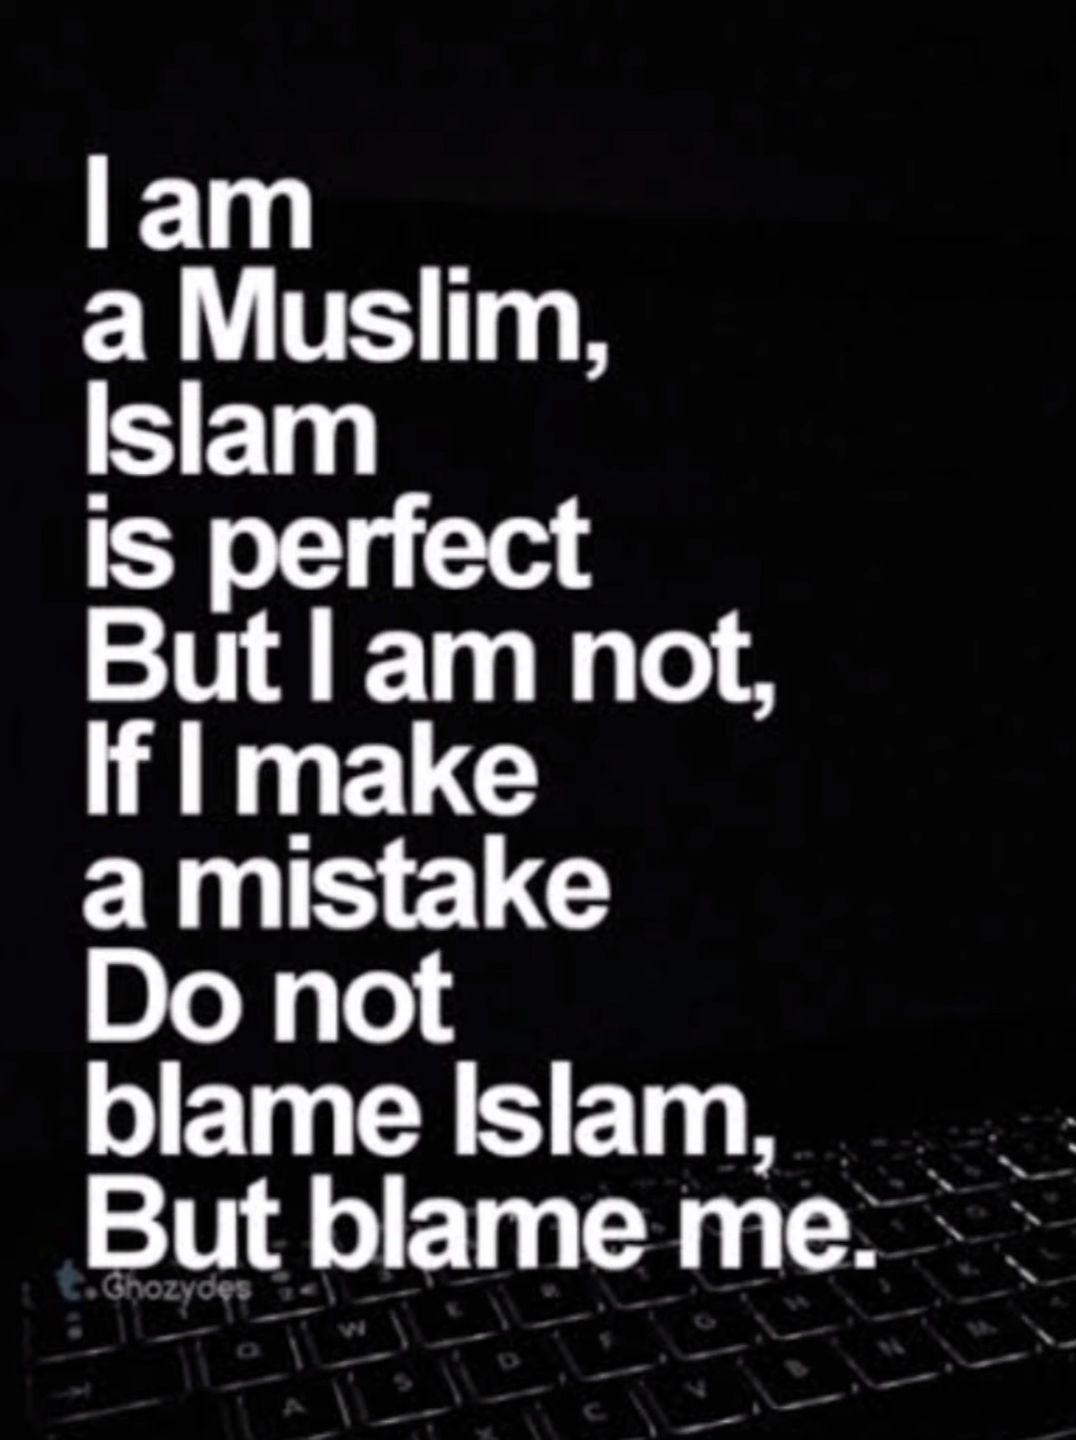 I am
a Muslim,
Islam
is perfect
But I am not,
If I make
a mistake
Do not
blame Islam,
But blame me.
t. Ghozydes
Q W E R
A S D F G H J K L
X C V B N M